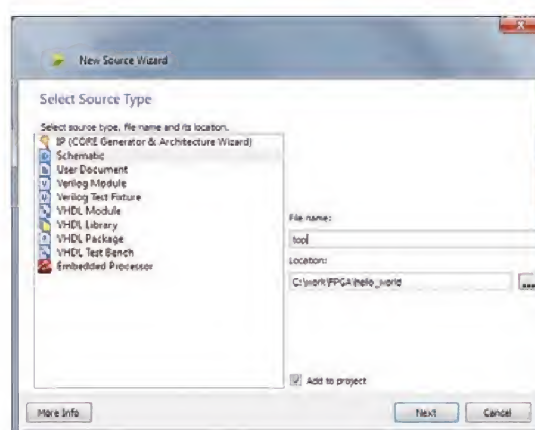 New Source Wizard
Select Source Type
Select source type, file name and its location.
IP (CORE Generator & Architecture Wizard)
Schematic
User Document
Verilog Module
Verilog Test Fixture
VHDL Module
VHDL Library
VHDL Package
VHDL Test Bench
Embedded Processor
File name:
top
Location:
C:\work\FPGA\hello_world
...
Add to project
More Info
Next
Cancel